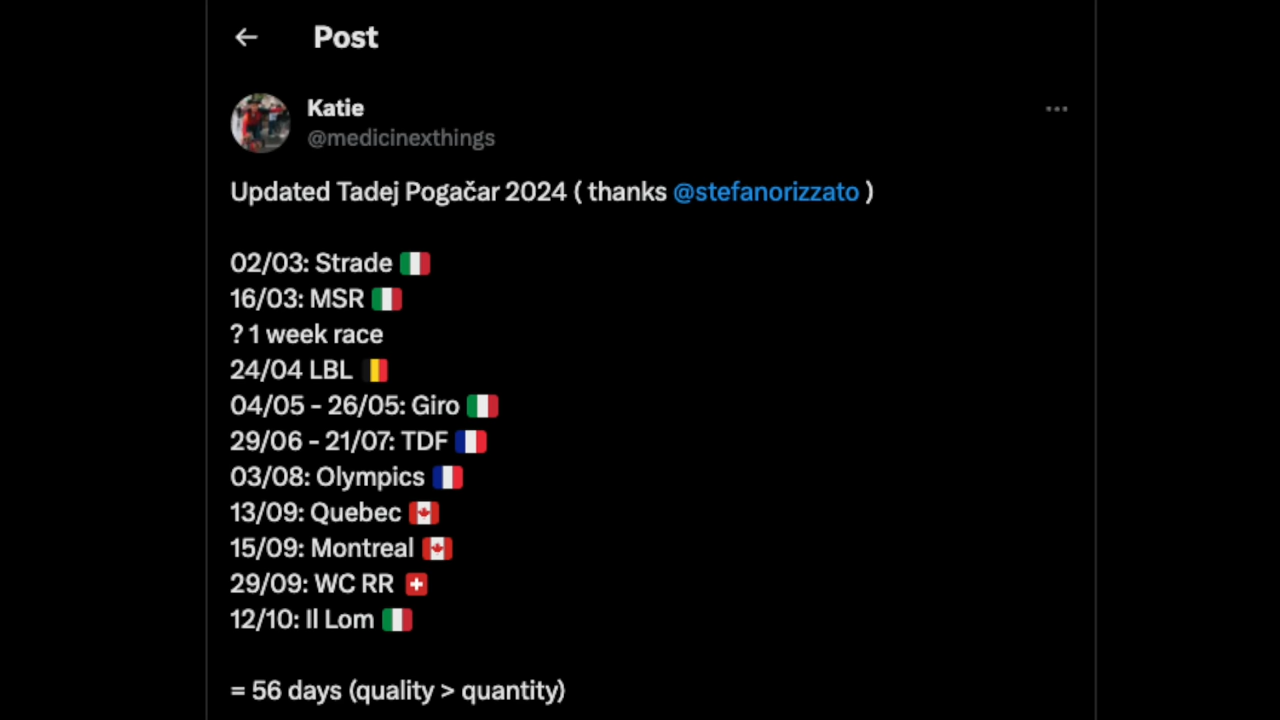 Post
Katie
@medicinexthings
Updated Tadej Pogačar 2024 ( thanks @stefanorizzato )
02/03: Strade 🇮🇹
16/03: MSR 🇮🇹
? 1 week race
24/04 LBL 🇧🇪
04/05 - 26/05: Giro 🇮🇹
29/06 - 21/07: TDF 🇫🇷
03/08: Olympics 🇫🇷
13/09: Quebec 🇨🇦
15/09: Montreal 🇨🇦
29/09: WC RR 🇨🇭
12/10: Il Lom 🇮🇹
= 56 days (quality > quantity)